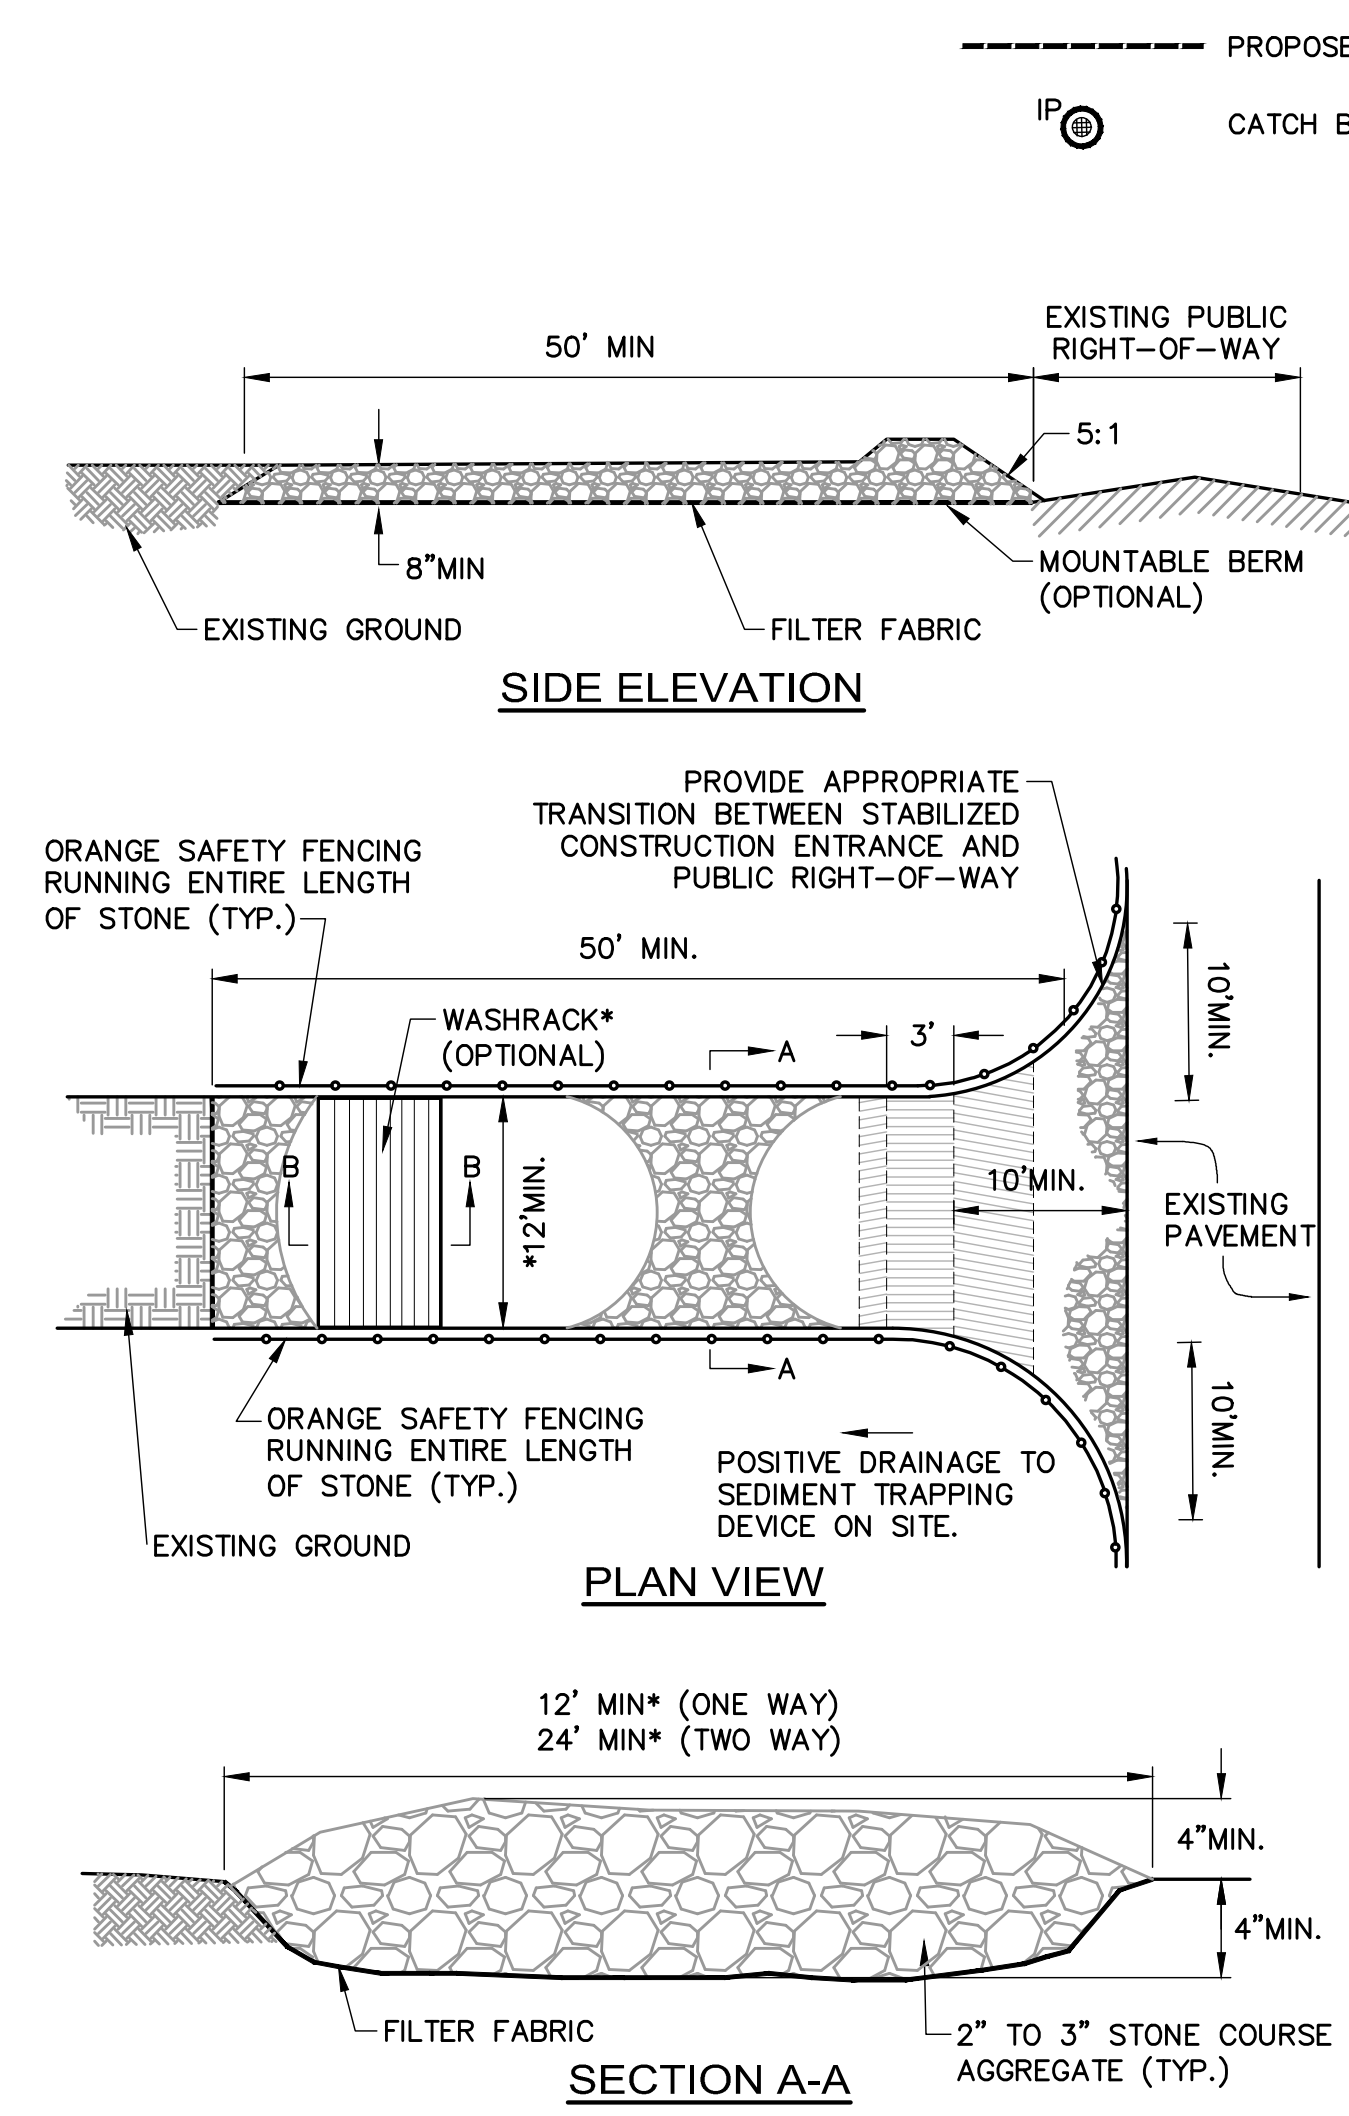 PROPOSE
IP
CATCH B
50' MIN
EXISTING PUBLIC
RIGHT-OF-WAY
5:1
8"MIN
MOUNTABLE BERM
(OPTIONAL)
EXISTING GROUND
FILTER FABRIC
SIDE ELEVATION
PROVIDE APPROPRIATE
TRANSITION BETWEEN STABILIZED
CONSTRUCTION ENTRANCE AND
PUBLIC RIGHT-OF-WAY
ORANGE SAFETY FENCING
RUNNING ENTIRE LENGTH
OF STONE (TYP.)
50' MIN.
10'MIN.
WASHRACK*
(OPTIONAL)
A
3'
B
B
*12'MIN.
10'MIN.
EXISTING
PAVEMENT
A
10'MIN.
ORANGE SAFETY FENCING
RUNNING ENTIRE LENGTH
OF STONE (TYP.)
POSITIVE DRAINAGE TO
SEDIMENT TRAPPING
DEVICE ON SITE.
EXISTING GROUND
PLAN VIEW
12' MIN* (ONE WAY)
24' MIN* (TWO WAY)
4"MIN.
4"MIN.
FILTER FABRIC
2" TO 3" STONE COURSE
AGGREGATE (TYP.)
SECTION A-A